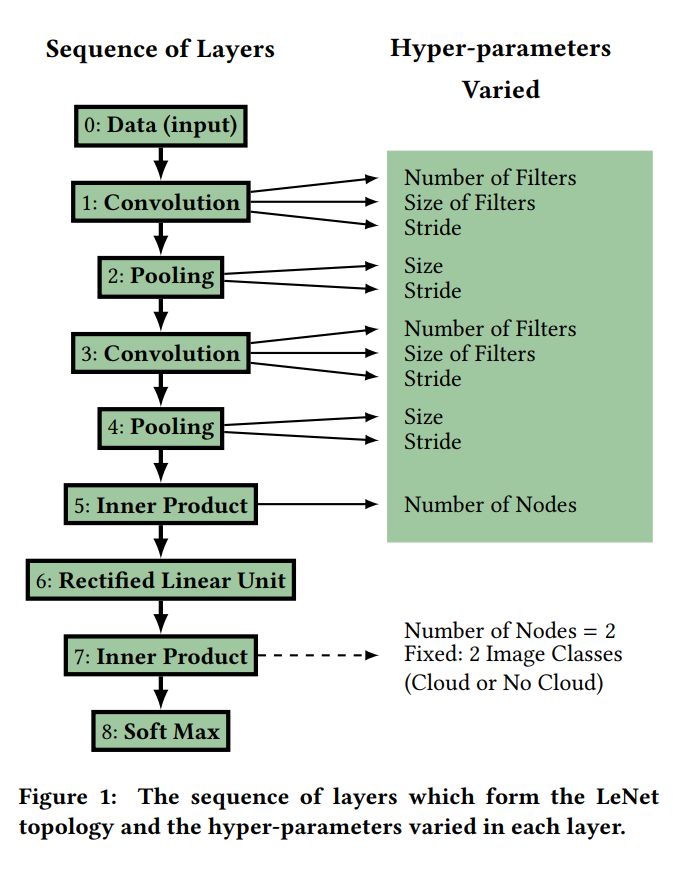 Sequence of Layers
Hyper-parameters
Varied
0: Data (input)
1: Convolution
Number of Filters
Size of Filters
Stride
2: Pooling
Size
Stride
3: Convolution
Number of Filters
Size of Filters
Stride
4: Pooling
Size
Stride
5: Inner Product
Number of Nodes
6: Rectified Linear Unit
7: Inner Product
Number of Nodes = 2
Fixed: 2 Image Classes
(Cloud or No Cloud)
8: Soft Max
Figure 1: The sequence of layers which form the LeNet
topology and the hyper-parameters varied in each layer.